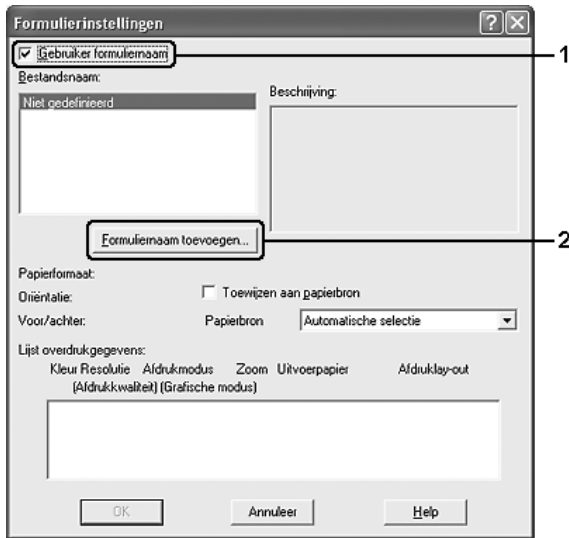 Formulierinstellingen
Gebruiker formuliernaam
1
Bestandsnaam:
Niet gedefinieerd
Beschrijving:
Formuliernaam toevoegen...
2
Papierformaat:
Oriëntatie:
Toewijzen aan papierbron
Voor/achter:
Papierbron
Automatische selectie
Lijst overdrukgegevens:
Kleur Resolutie Afdrukmodus Zoom Uitvoerpapier Afdruklay-out
(Afdrukkwaliteit) (Grafische modus)
OK Annuleer Help